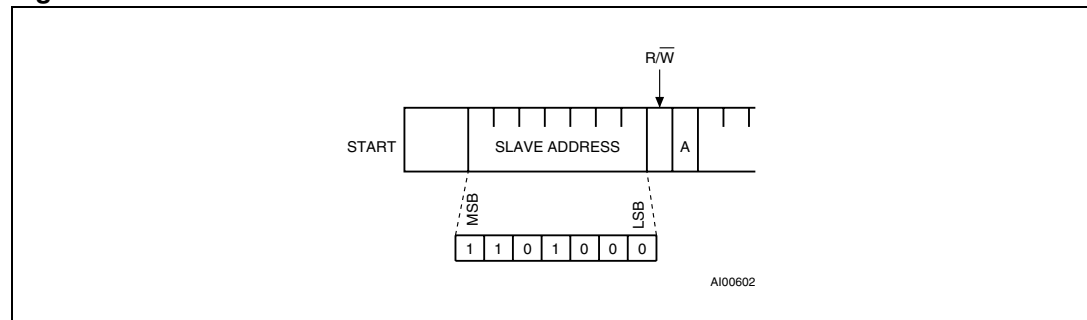 R/W̅
START
SLAVE ADDRESS
A
MSB
LSB
1 1 0 1 0 0 0
AI00602